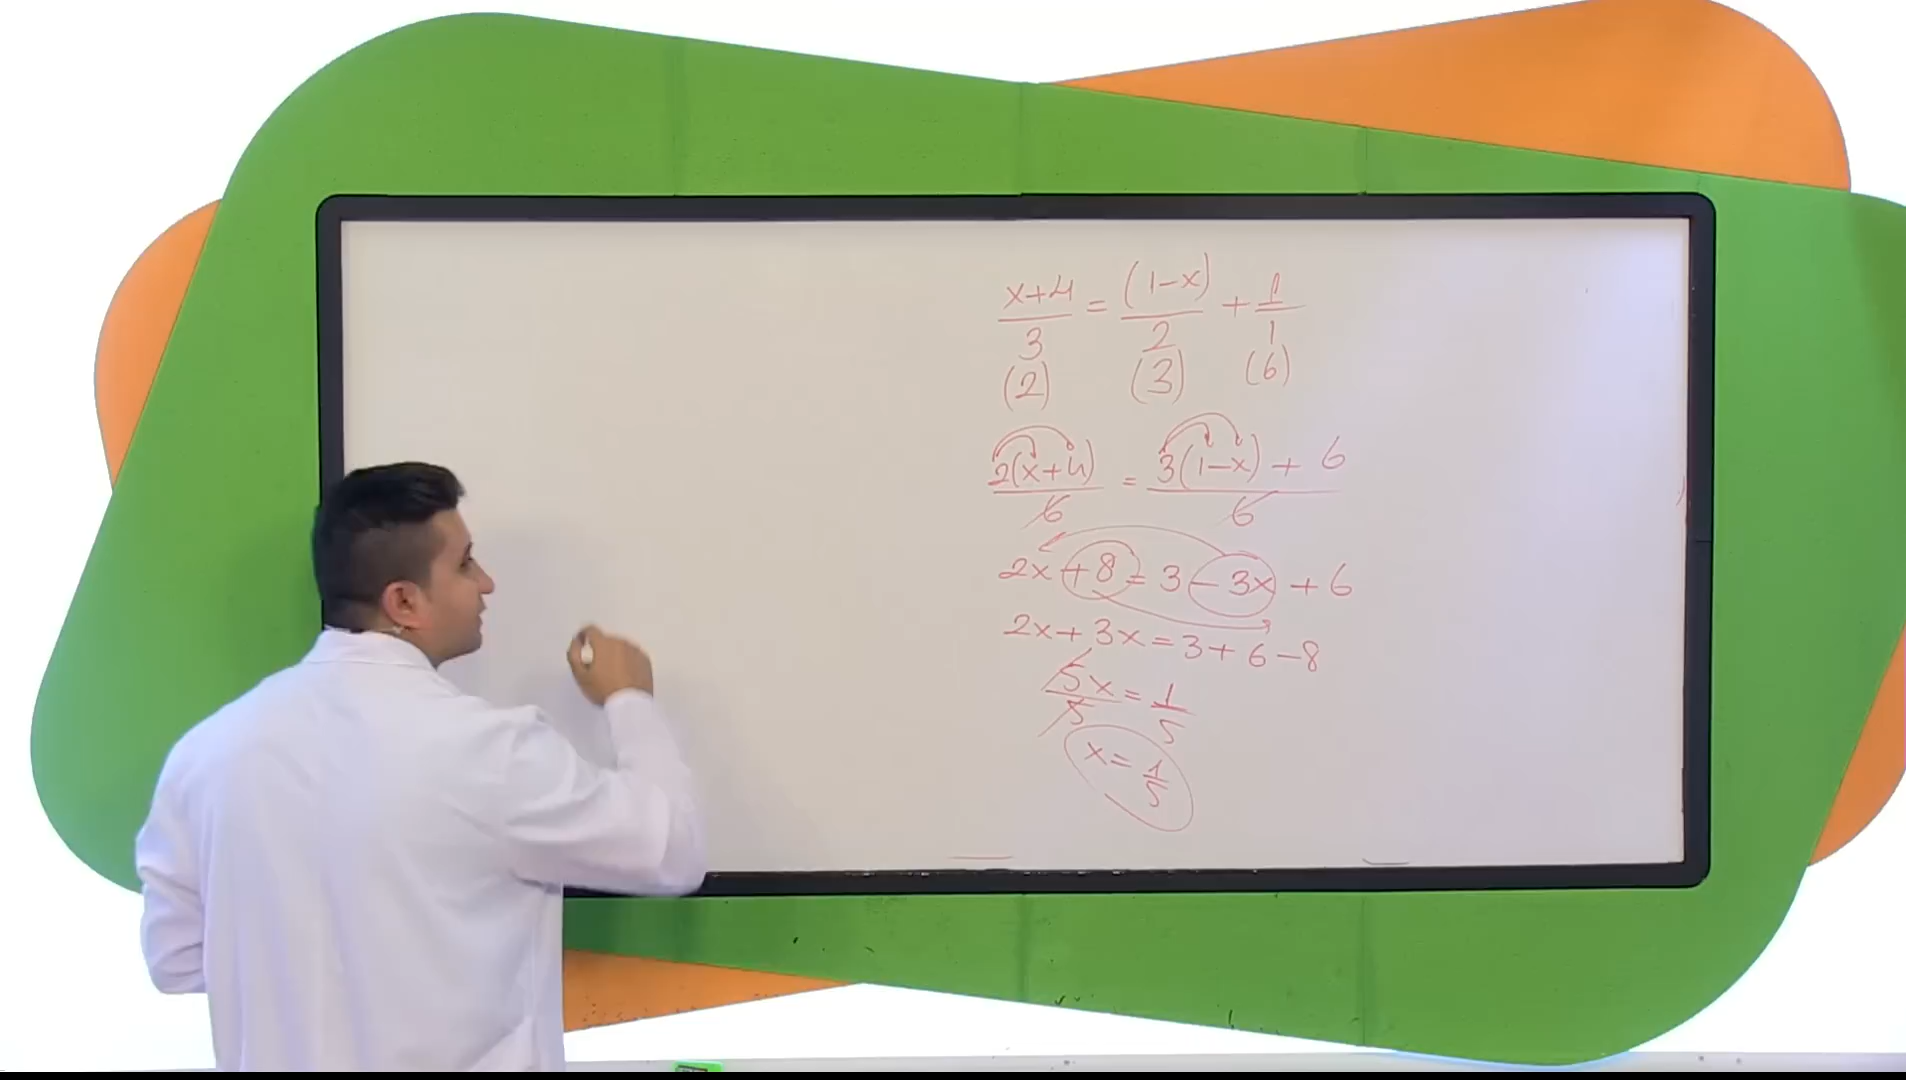 (x+4)/3 = (1-x)/2 + 1/1
(2) (3) (6)
2(x+4)/6 = 3(1-x) + 6/6
2x + 8 = 3 - 3x + 6
2x + 3x = 3 + 6 - 8
5x/5 = 1/5
x = 1/5